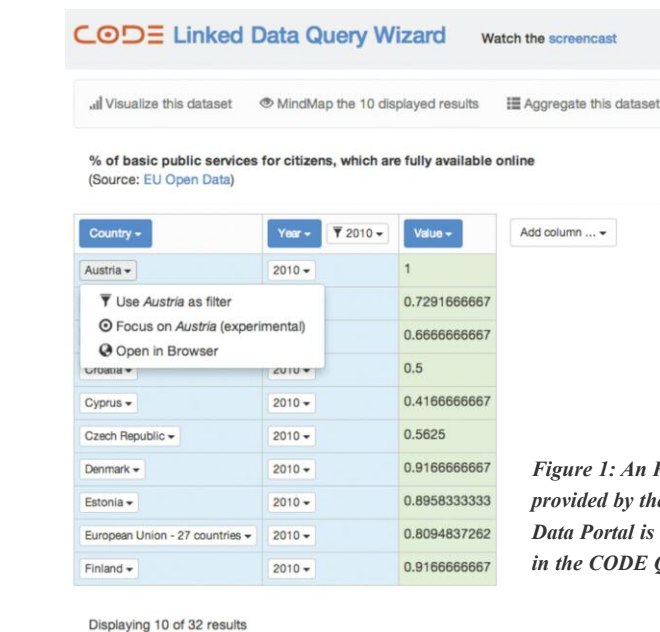 CODE Linked Data Query Wizard Watch the screencast
Visualize this dataset MindMap the 10 displayed results Aggregate this dataset
% of basic public services for citizens, which are fully available online
(Source: EU Open Data)
Country Year 2010 Value Add column ...
Austria 2010 1
Use Austria as filter 0.7291666667
Focus on Austria (experimental) 0.6666666667
Open in Browser
Croatia 2010 0.5
Cyprus 2010 0.4166666667
Czech Republic 2010 0.5625
Denmark 2010 0.9166666667
Estonia 2010 0.8958333333
European Union - 27 countries 2010 0.8094837262
Finland 2010 0.9166666667
Displaying 10 of 32 results
Figure 1: An
provided by the
Data Portal is
in the CODE